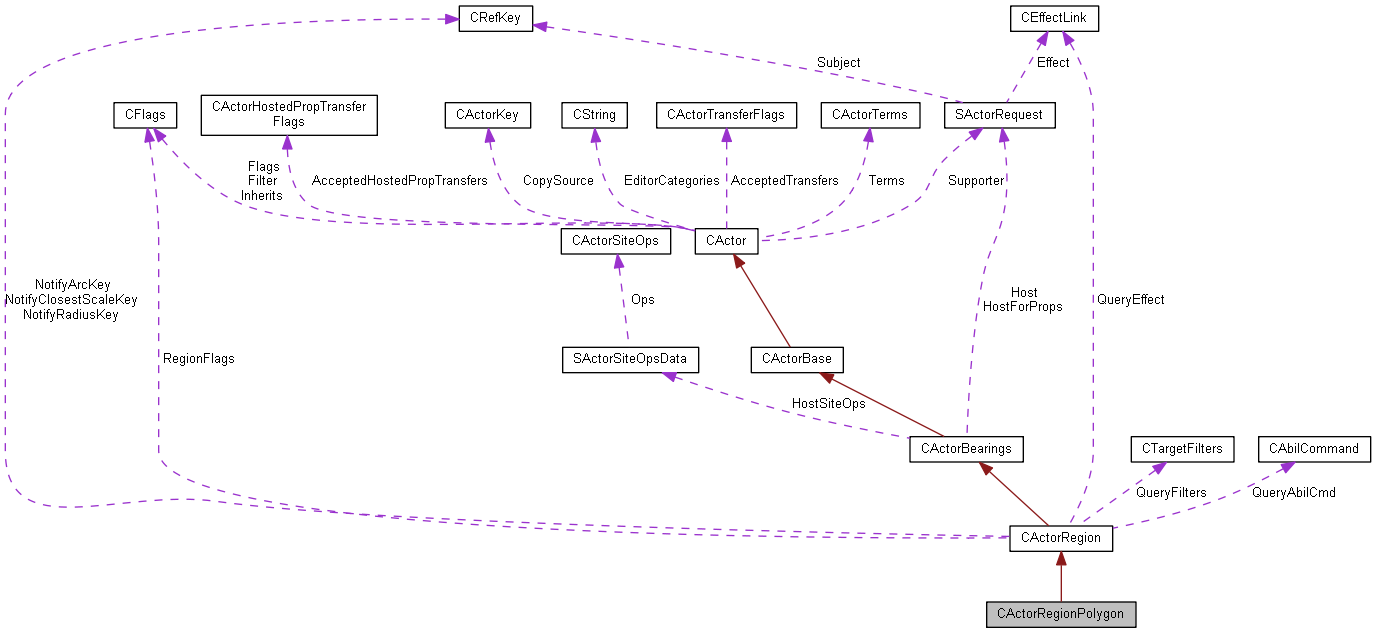 CRefKey
CEffectLink
Subject
Effect
CFlags
CActorHostedPropTransfer
Flags
CActorKey
CString
CActorTransferFlags
CActorTerms
SActorRequest
Flags
Filter
Inherits
AcceptedHostedPropTransfers
CopySource
EditorCategories
AcceptedTransfers
Terms
Supporter
CActorSiteOps
CActor
NotifyArcKey
NotifyClosestScaleKey
NotifyRadiusKey
Ops
Host
HostForProps
QueryEffect
RegionFlags
SActorSiteOpsData
CActorBase
HostSiteOps
CActorBearings
CTargetFilters
CAbilCommand
QueryFilters
QueryAbilCmd
CActorRegion
CActorRegionPolygon